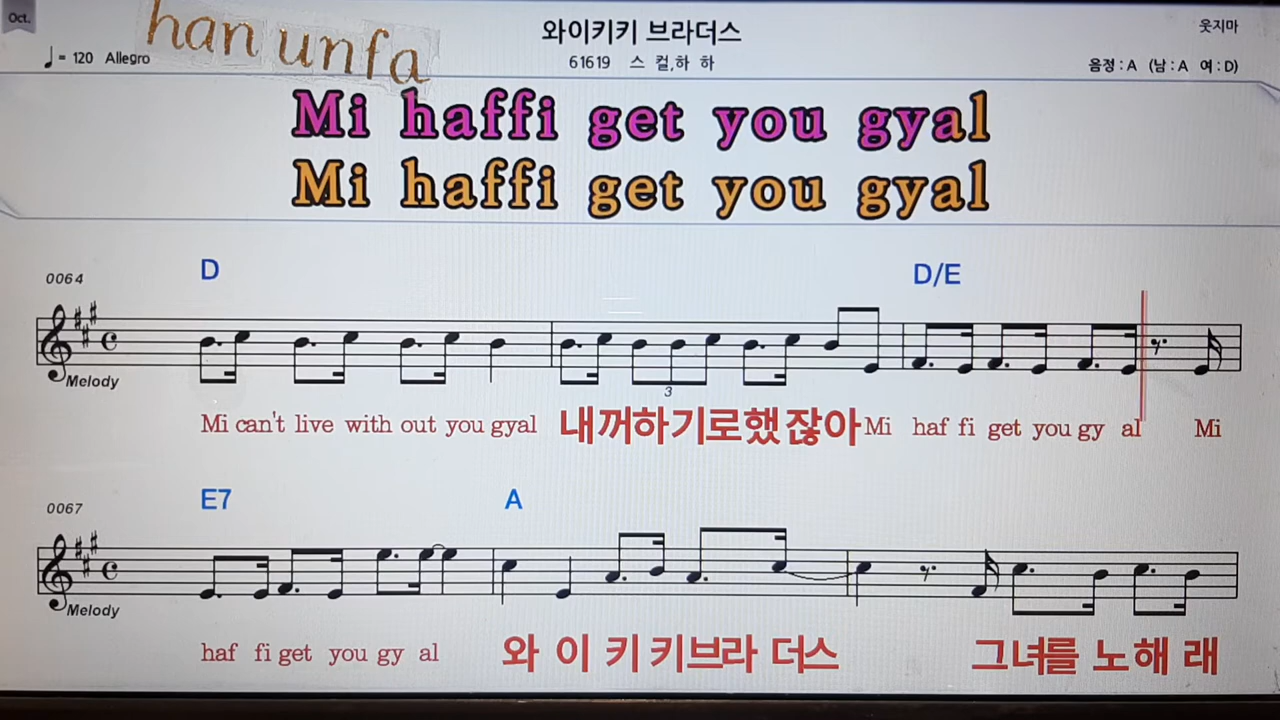 Oct.
han unfa
와이키키 브라더스
웃지마
♩= 120 Allegro
61619 스 컬,하 하
음정 : A (남 : A 여 : D)
Mi haffi get you gyal
Mi haffi get you gyal
0064
D D/E
Melody
3
Mi can't live with out you gyal 내꺼하기로했잖아 Mi haf fi get you gy al Mi
0067
E7 A
Melody
haf fi get you gy al 와 이 키 키브라 더스 그녀를 노해 래